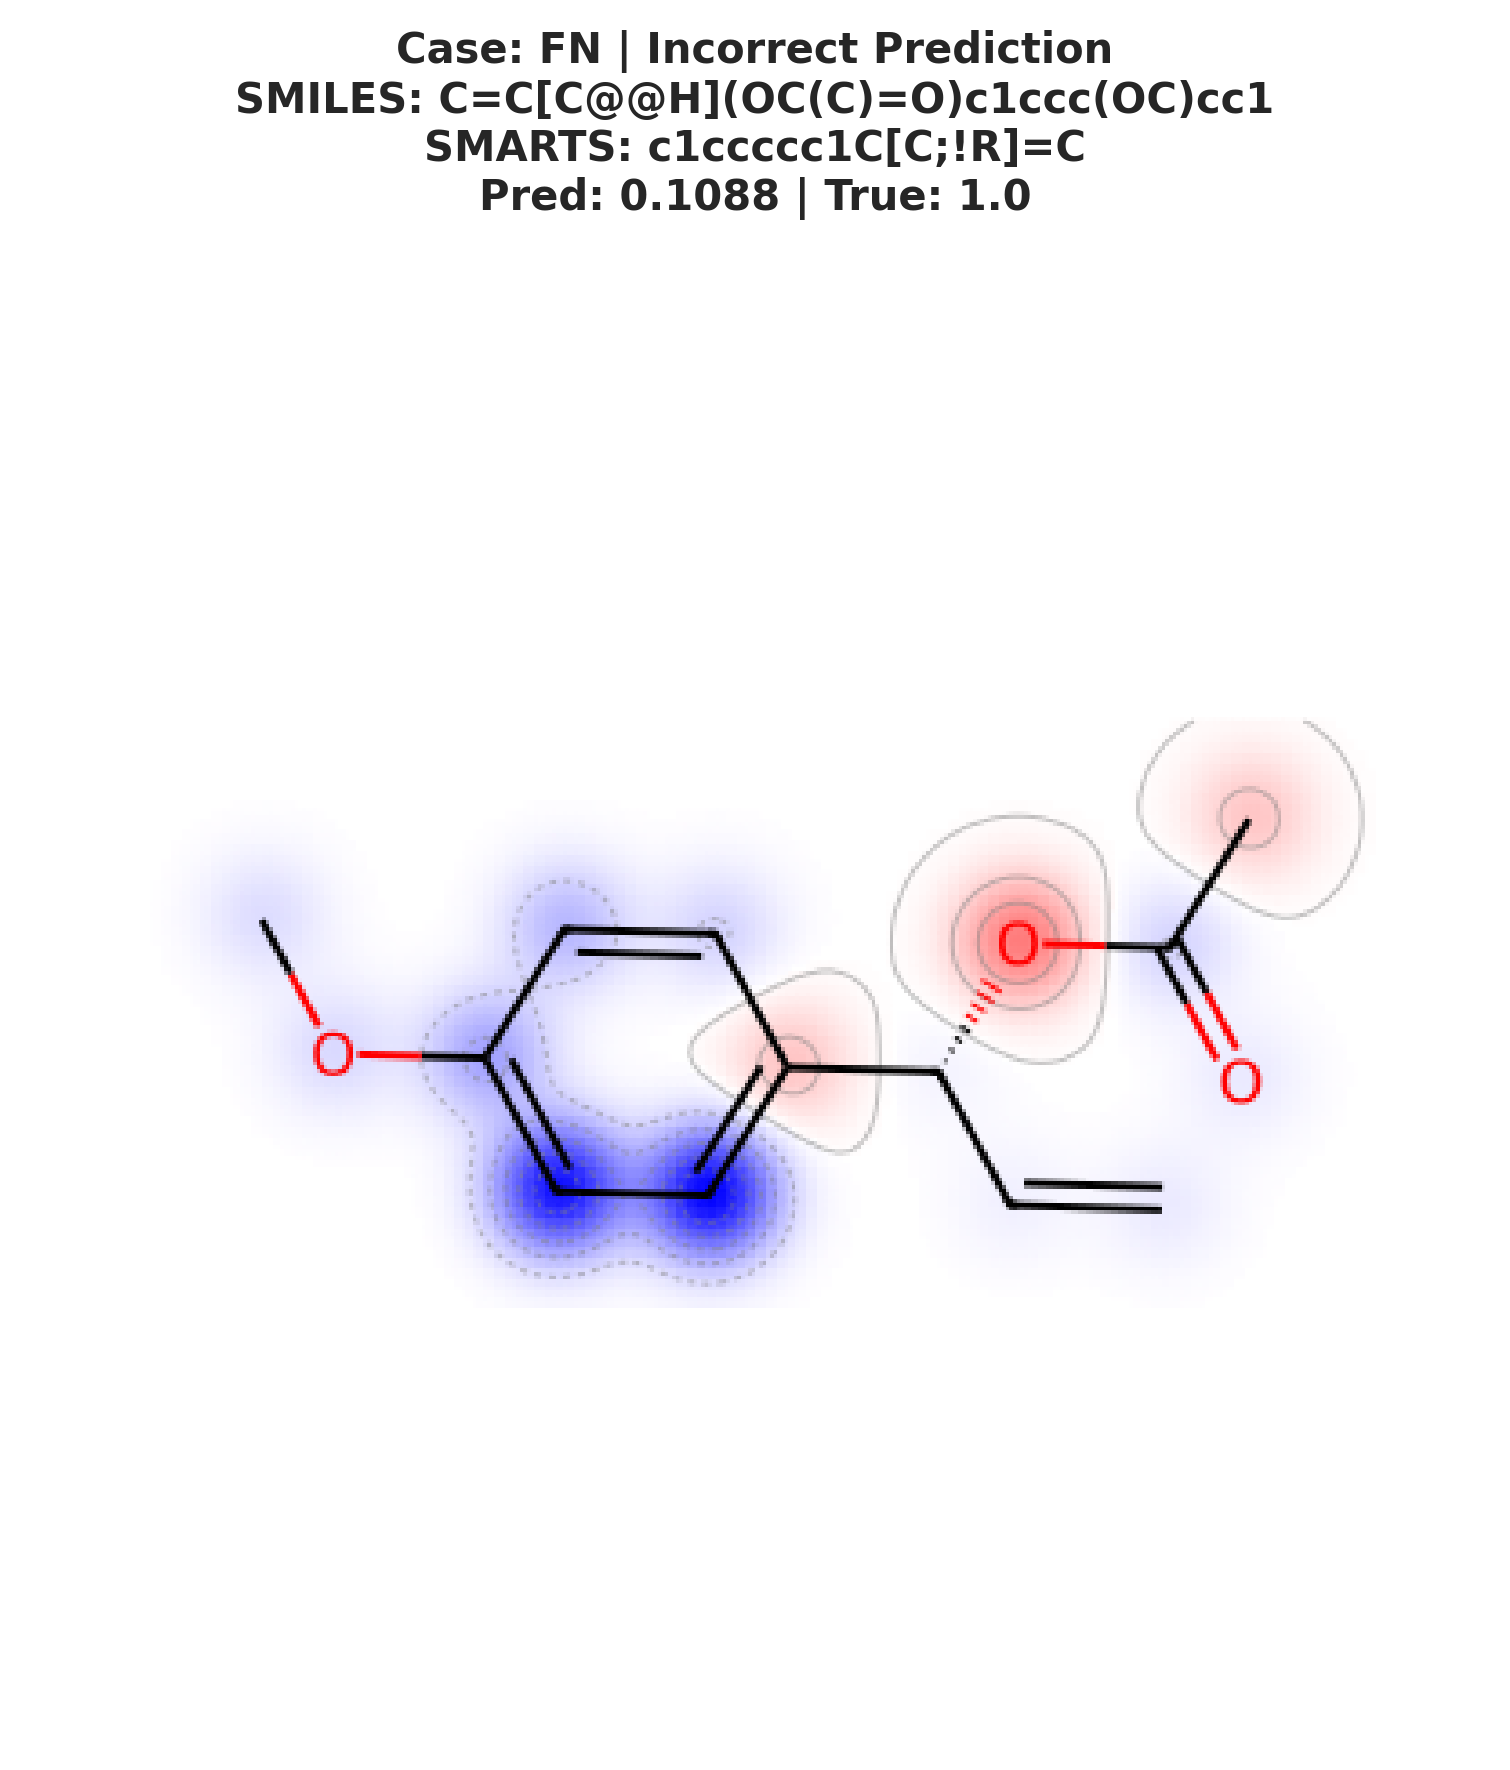 Case: FN | Incorrect Prediction
SMILES: C=C[C@@H](OC(C)=O)c1ccc(OC)cc1
SMARTS: c1ccccc1C[C;!R]=C
Pred: 0.1088 | True: 1.0
O
O
O